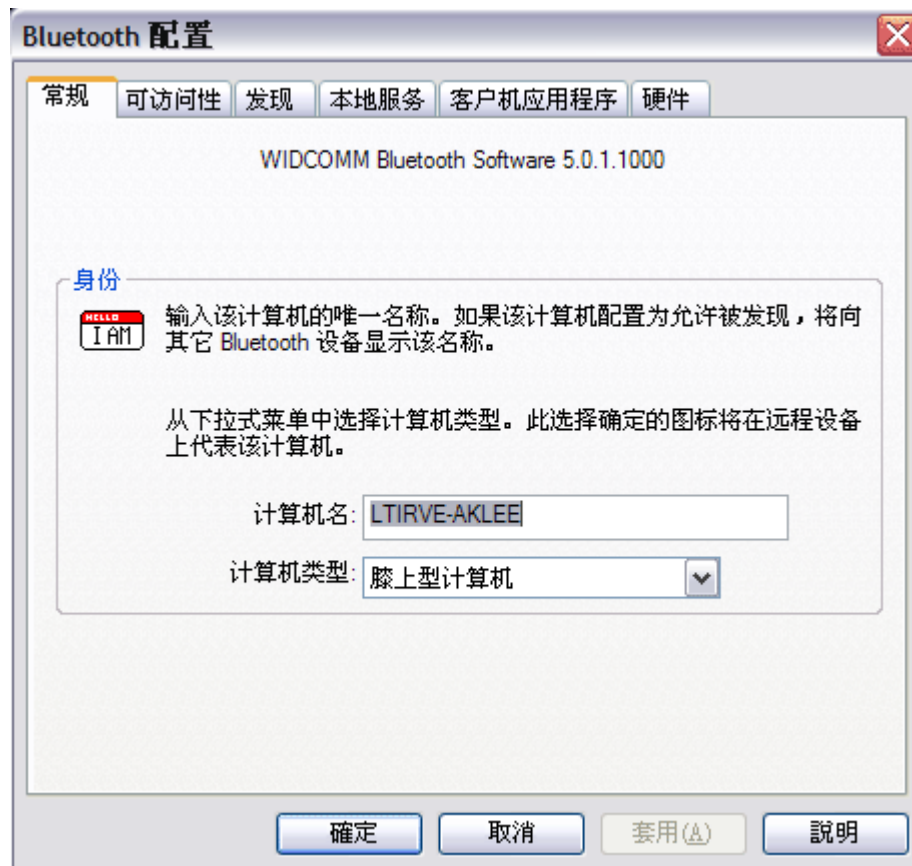 Bluetooth 配置
常规 可访问性 发现 本地服务 客户机应用程序 硬件
WIDCOMM Bluetooth Software 5.0.1.1000
身份
HELLO
I AM
输入该计算机的唯一名称。如果该计算机配置为允许被发现，将向
其它 Bluetooth 设备显示该名称。
从下拉式菜单中选择计算机类型。此选择确定的图标将在远程设备
上代表该计算机。
计算机名: LTIRVE-AKLEE
计算机类型: 膝上型计算机
確定 取消 套用(A) 說明